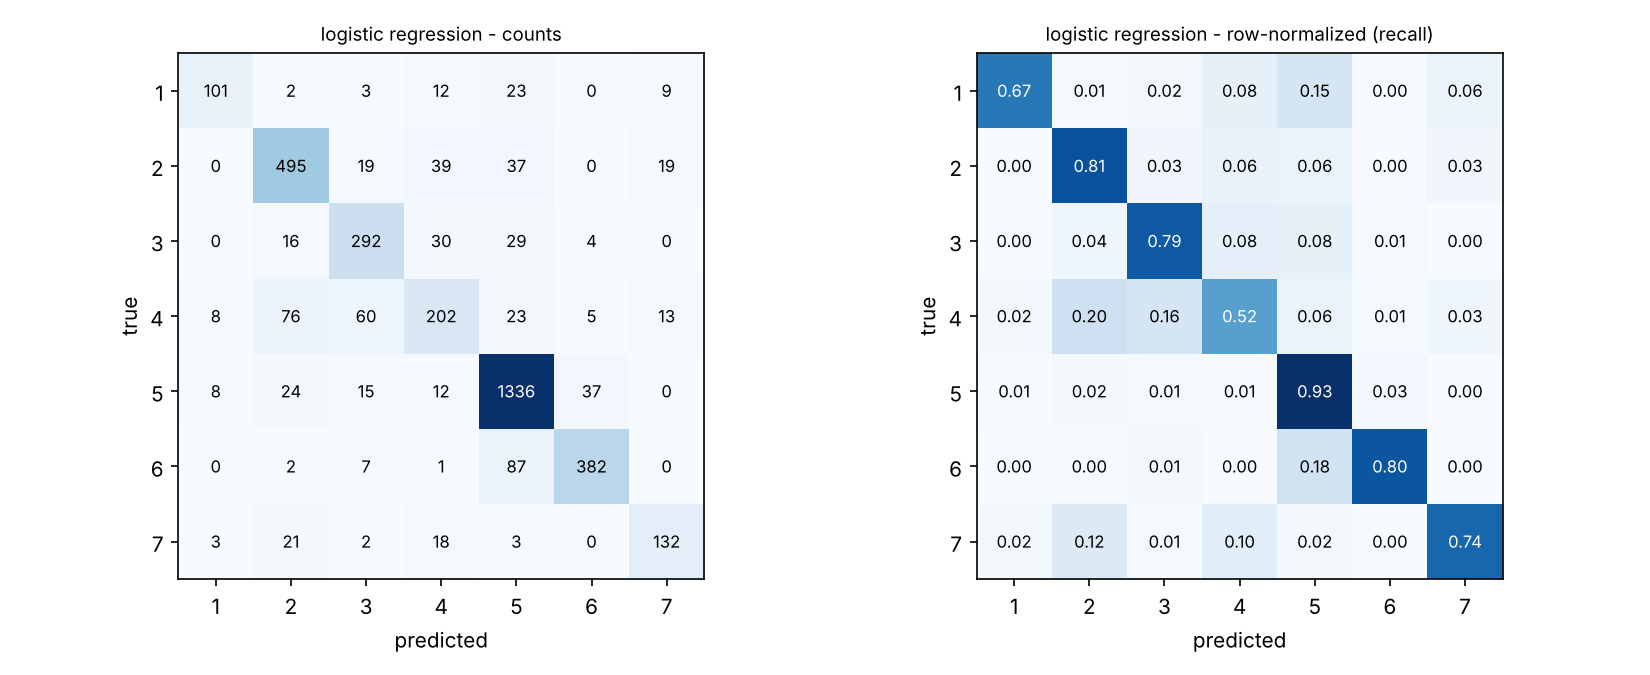 logistic regression - counts
1 101 2 3 12 23 0 9
2 0 495 19 39 37 0 19
3 0 16 292 30 29 4 0
4 8 76 60 202 23 5 13
5 8 24 15 12 1336 37 0
6 0 2 7 1 87 382 0
7 3 21 2 18 3 0 132
1 2 3 4 5 6 7
true
predicted
logistic regression - row-normalized (recall)
1 0.67 0.01 0.02 0.08 0.15 0.00 0.06
2 0.00 0.81 0.03 0.06 0.06 0.00 0.03
3 0.00 0.04 0.79 0.08 0.08 0.01 0.00
4 0.02 0.20 0.16 0.52 0.06 0.01 0.03
5 0.01 0.02 0.01 0.01 0.93 0.03 0.00
6 0.00 0.00 0.01 0.00 0.18 0.80 0.00
7 0.02 0.12 0.01 0.10 0.02 0.00 0.74
1 2 3 4 5 6 7
true
predicted